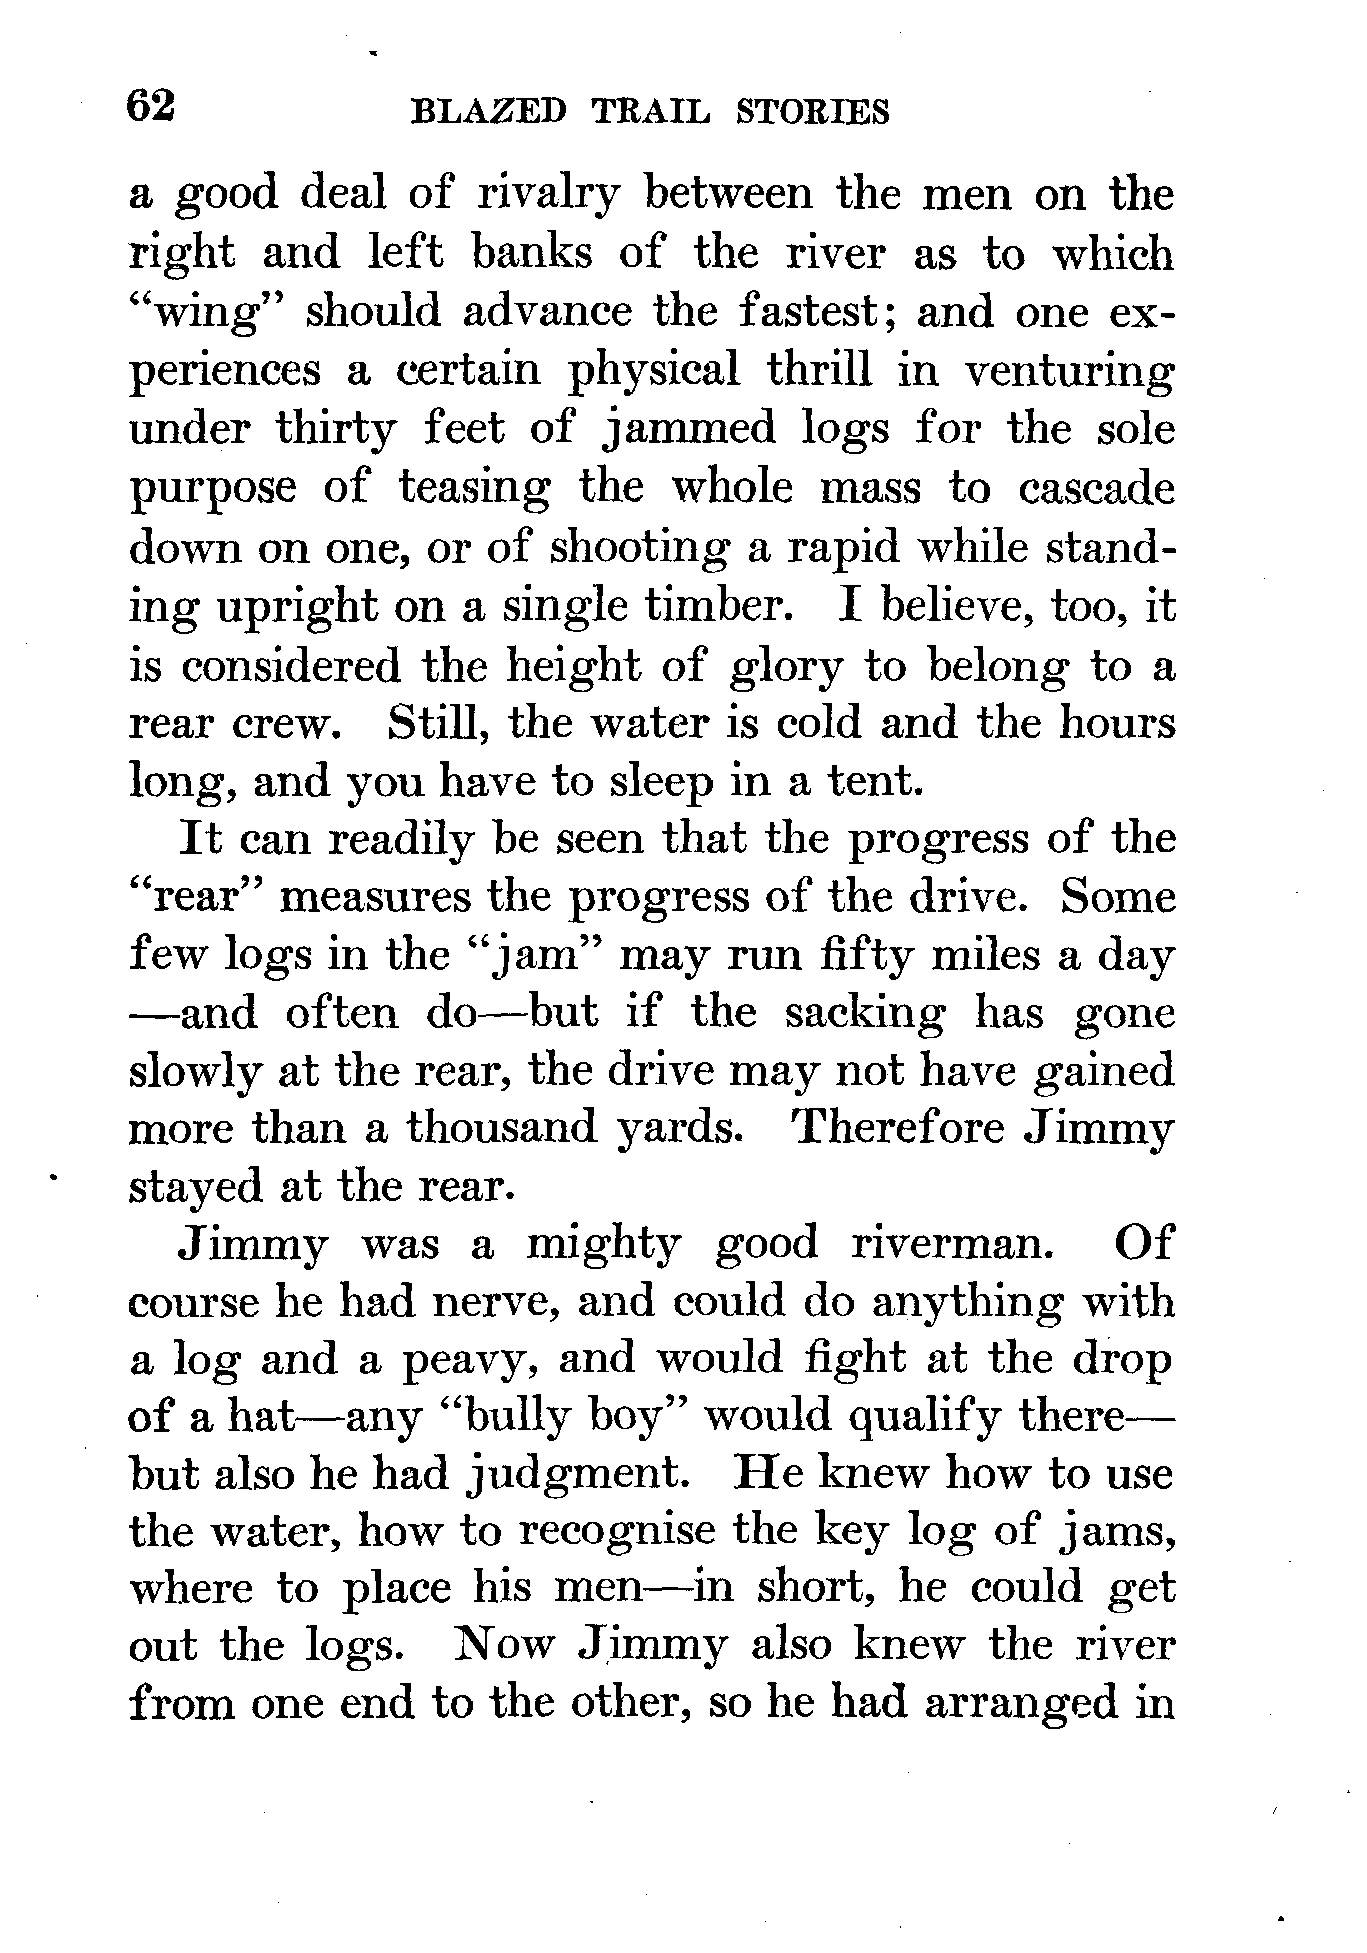 62 BLAZED TRAIL STORIES
a good deal of rivalry between the men on the
right and left banks of the river as to which
“wing” should advance the fastest; and one ex-
periences a certain physical thrill in venturing
under thirty feet of jammed logs for the sole
purpose of teasing the whole mass to cascade
down on one, or of shooting a rapid while stand-
ing upright on a single timber. I believe, too, it
is considered the height of glory to belong to a
rear crew. Still, the water is cold and the hours
long, and you have to sleep in a tent.
It can readily be seen that the progress of the
“rear” measures the progress of the drive. Some
few logs in the “jam” may run fifty miles a day
—and often do—but if the sacking has gone
slowly at the rear, the drive may not have gained
more than a thousand yards. Therefore Jimmy
stayed at the rear.
Jimmy was a mighty good riverman. Of
course he had nerve, and could do anything with
a log and a peavy, and would fight at the drop
of a hat—any “bully boy” would qualify there—
but also he had judgment. He knew how to use
the water, how to recognise the key log of jams,
where to place his men—in short, he could get
out the logs. Now Jimmy also knew the river
from one end to the other, so he had arranged in